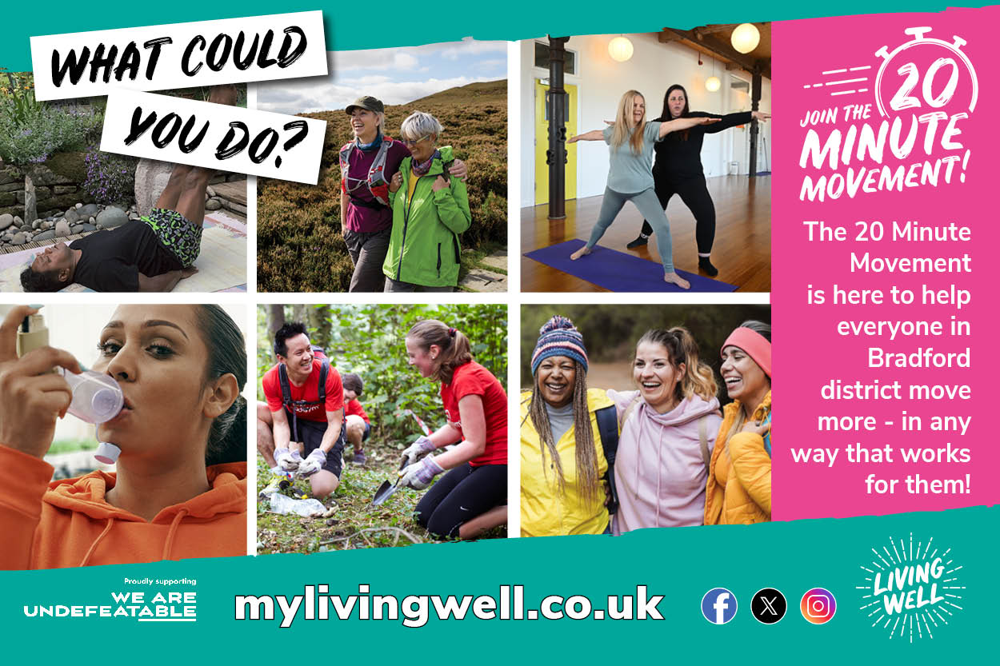 WHAT COULD
YOU DO?
JOIN THE
20
MINUTE
MOVEMENT!
The 20 Minute
Movement
is here to help
everyone in
Bradford
district move
more - in any
way that works
for them!
Proudly supporting
WE ARE
UNDEFEATABLE
mylivingwell.co.uk
LIVING
WELL